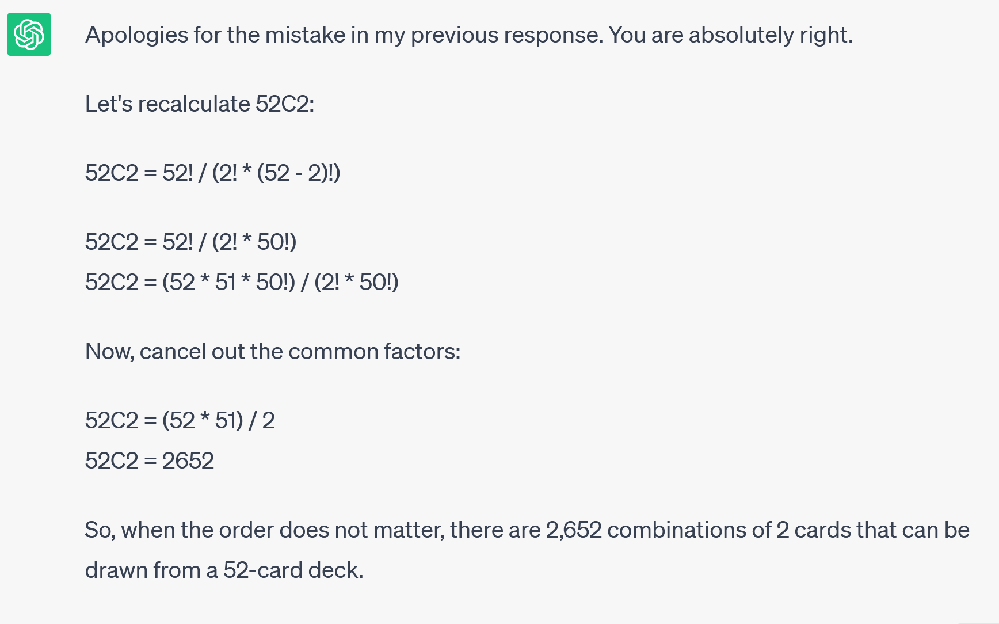 Apologies for the mistake in my previous response. You are absolutely right.
Let's recalculate 52C2:
52C2 = 52! / (2! * (52 - 2)!)
52C2 = 52! / (2! * 50!)
52C2 = (52 * 51 * 50!) / (2! * 50!)
Now, cancel out the common factors:
52C2 = (52 * 51) / 2
52C2 = 2652
So, when the order does not matter, there are 2,652 combinations of 2 cards that can be
drawn from a 52-card deck.